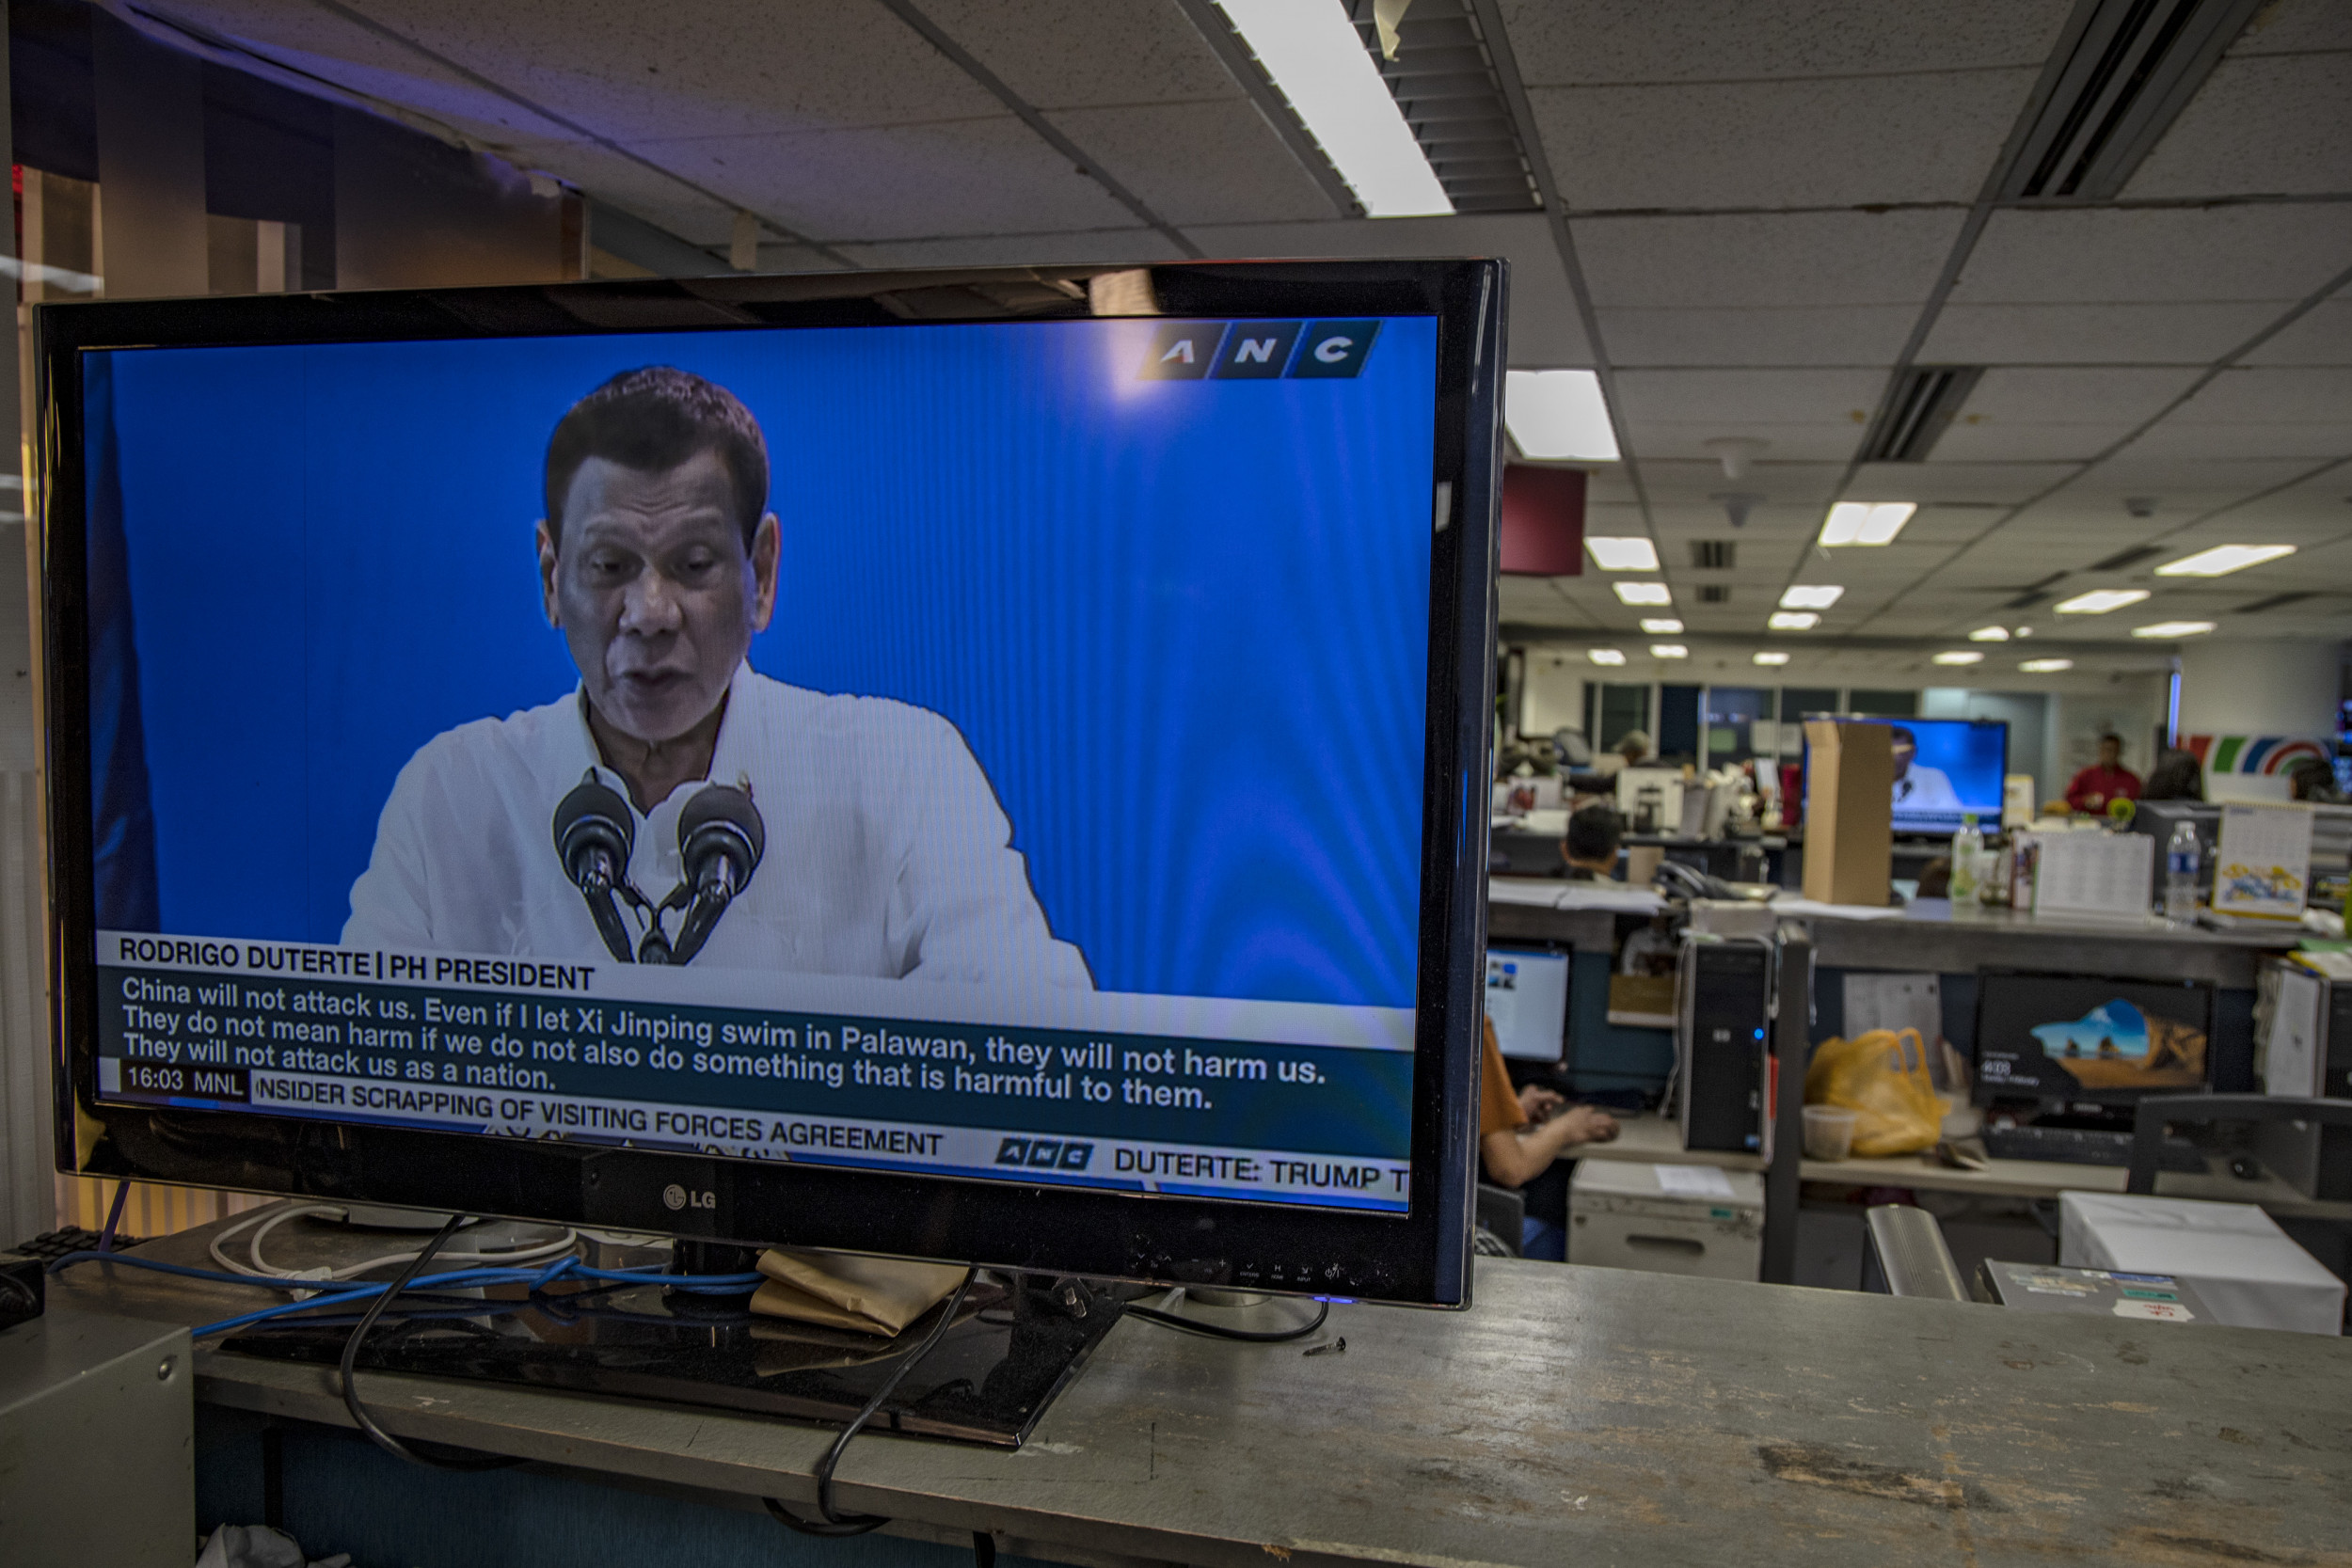 ANC
RODRIGO DUTERTE | PH PRESIDENT
China will not attack us. Even if I let Xi Jinping swim in Palawan, they will not harm us.
They do not mean harm if we do not also do something that is harmful to them.
They will not attack us as a nation.
16:03 MNL
NSIDER SCRAPPING OF VISITING FORCES AGREEMENT ANC DUTERTE: TRUMP T
LG